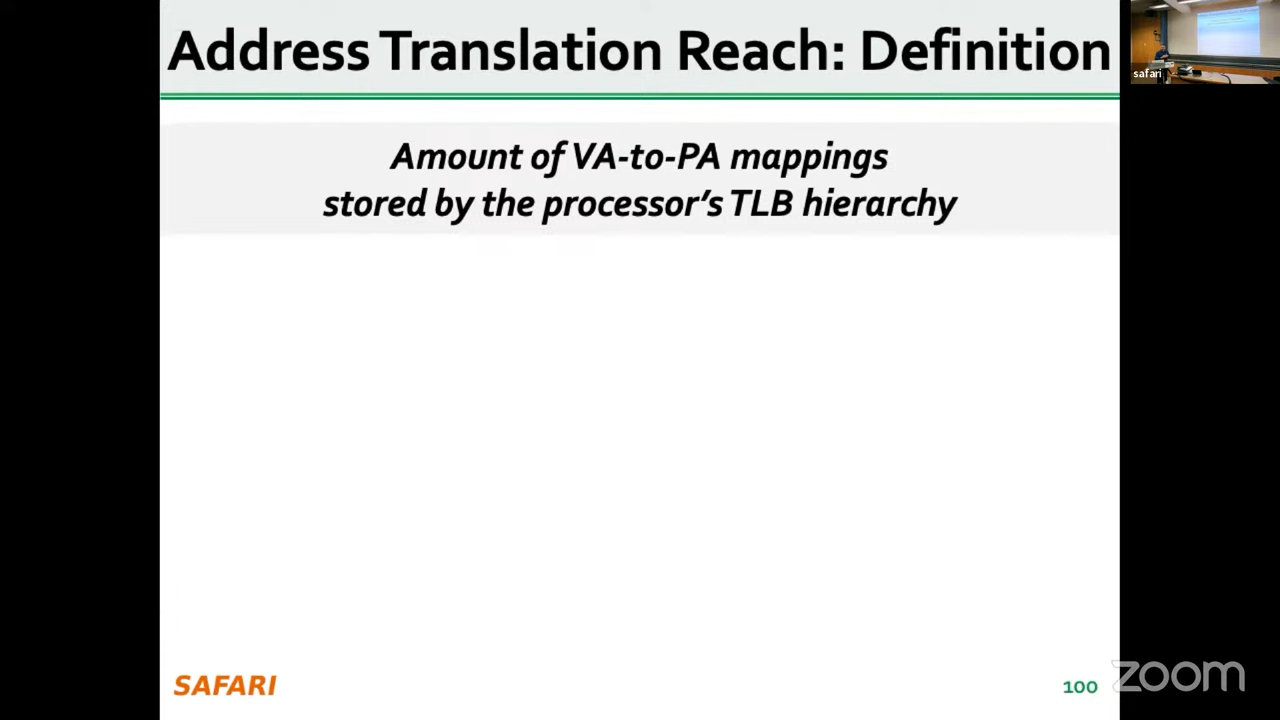 Address Translation Reach: Definition
safari
Amount of VA-to-PA mappings
stored by the processor's TLB hierarchy
SAFARI
100
zoom